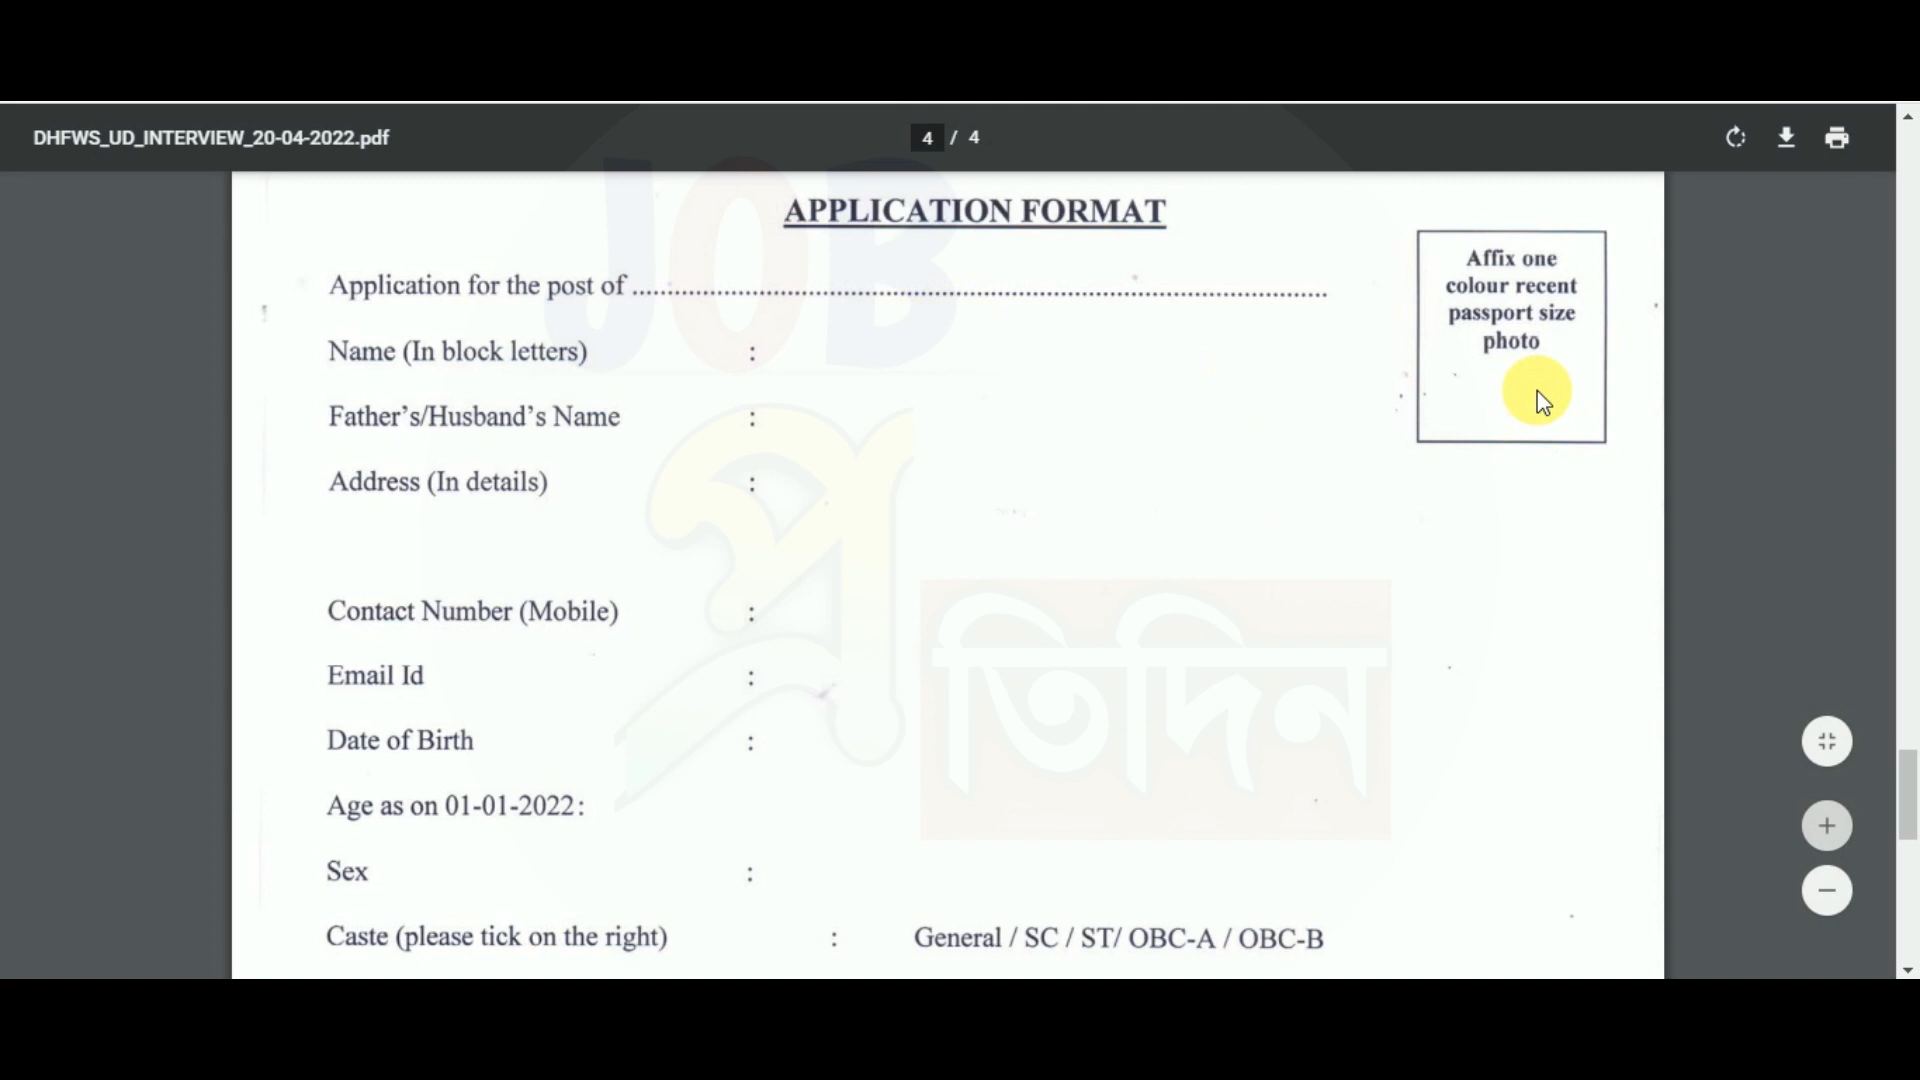 DHFWS_UD_INTERVIEW_20-04-2022.pdf
4 / 4
JOB
প্রতিদিন
APPLICATION FORMAT
Affix one
colour recent
passport size
photo
Application for the post of ....................................................................................................
Name (In block letters) :
Father's/Husband's Name :
Address (In details) :
Contact Number (Mobile) :
Email Id :
Date of Birth :
Age as on 01-01-2022:
Sex :
Caste (please tick on the right) : General / SC / ST/ OBC-A / OBC-B